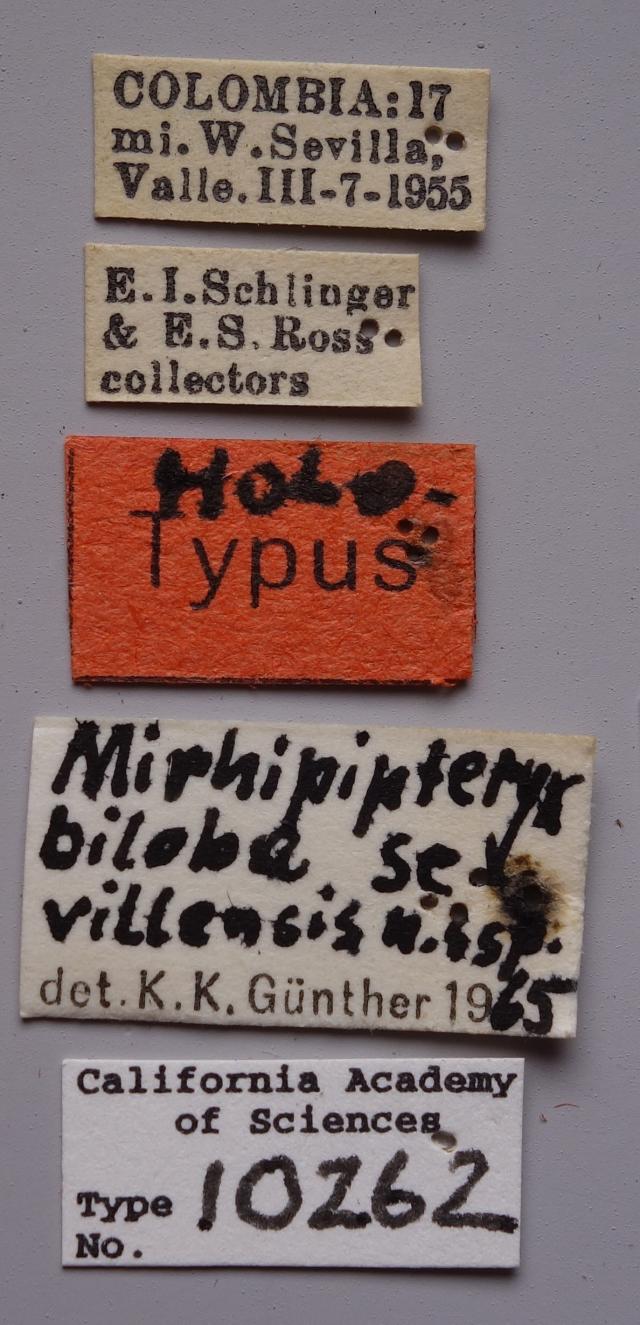 COLOMBIA:17
mi. W. Sevilla,
Valle. III-7-1955
E.I. Schlinger
& E.S. Ross
collectors
HOLO-
Typus
Mirhipipteryx
biloba se-
villensis n.ssp.
det. K. K. Günther 1965
California Academy
of Sciences
Type 10262
No.